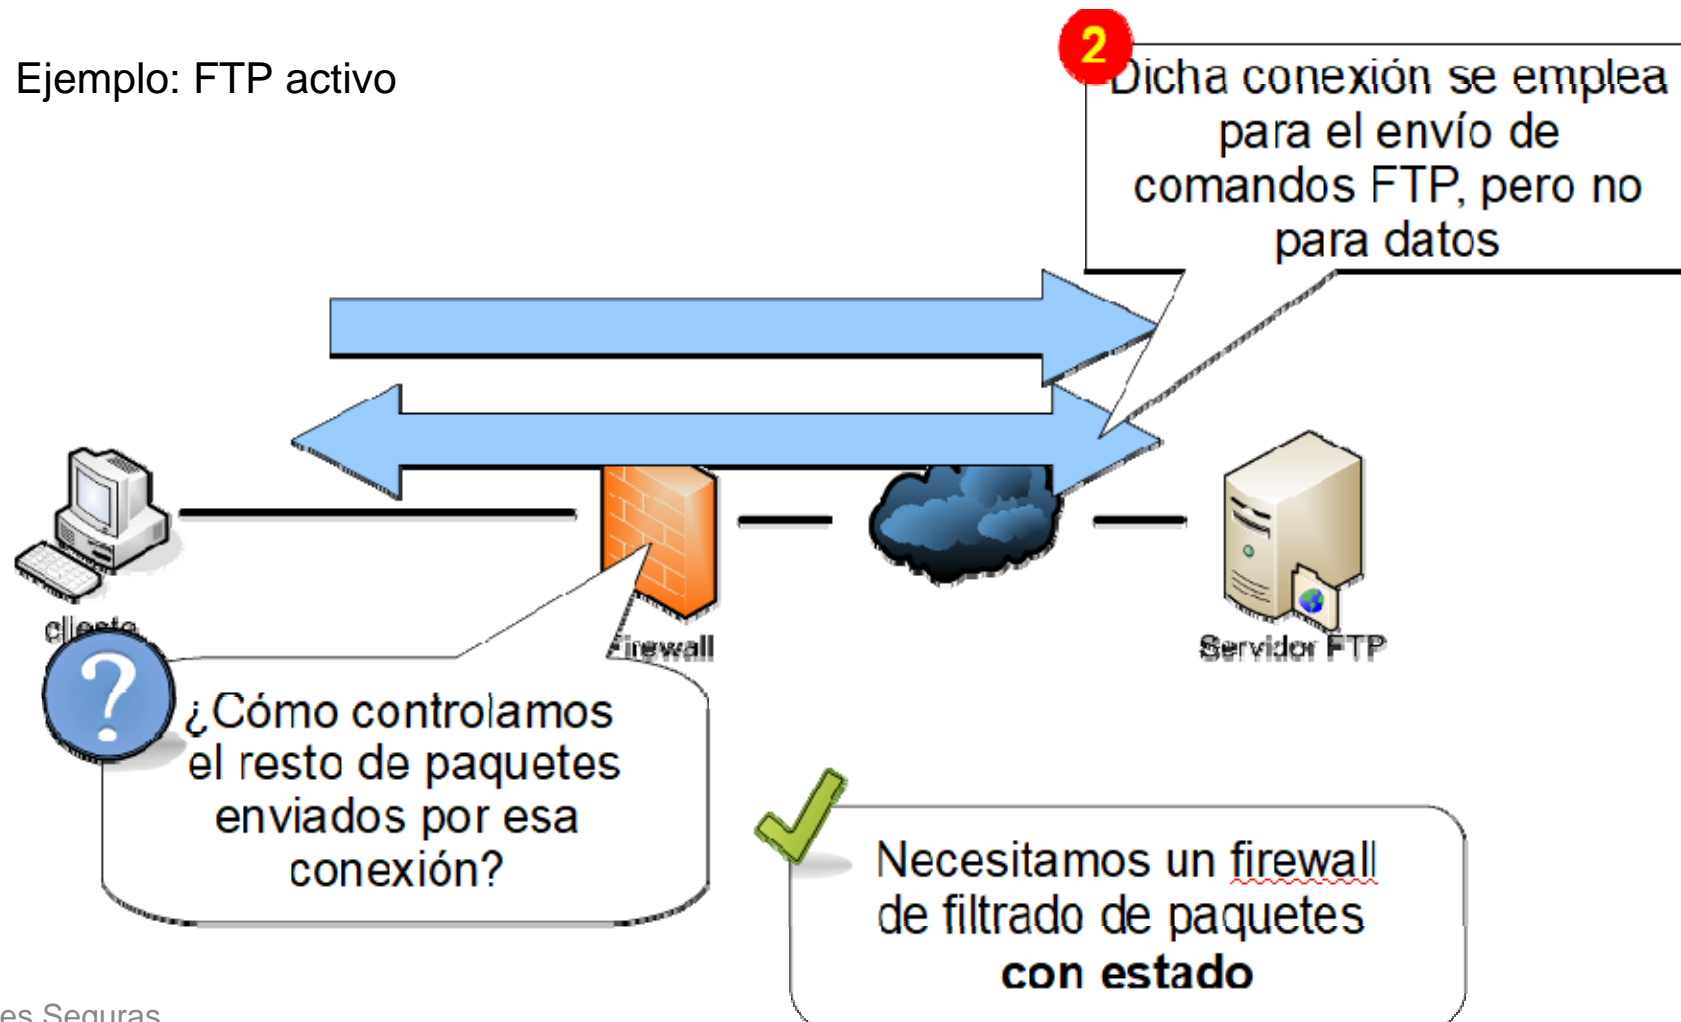 Ejemplo: FTP activo
2
Dicha conexión se emplea
para el envío de
comandos FTP, pero no
para datos
cliente
Firewall
Servidor FTP
?
¿Cómo controlamos
el resto de paquetes
enviados por esa
conexión?
Necesitamos un firewall
de filtrado de paquetes
con estado
es Seguras